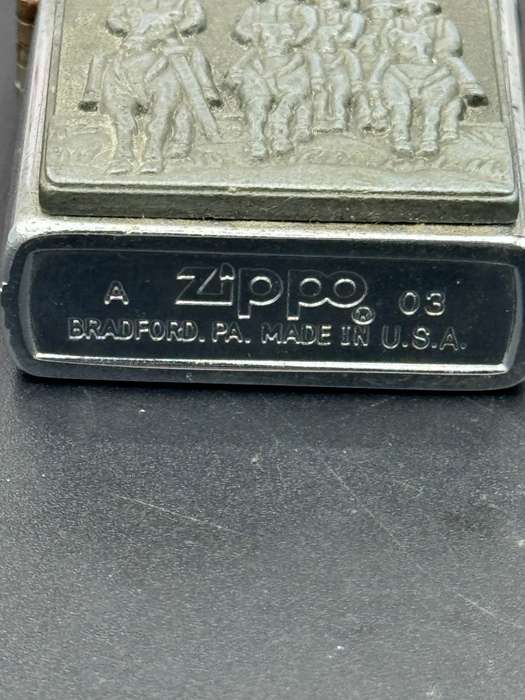 A Zippo® 03
BRADFORD, PA. MADE IN U.S.A.